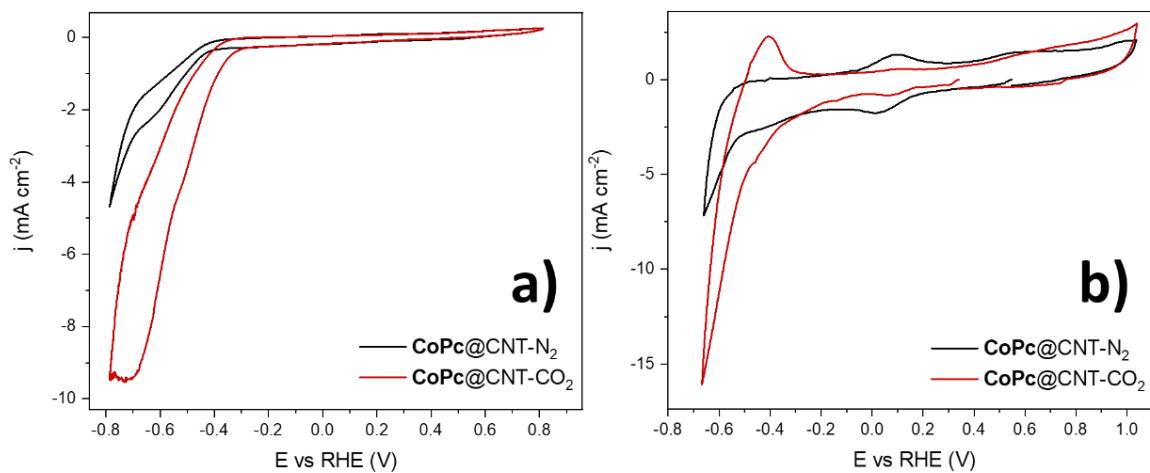 0
-2
-4
-6
-8
-10
j (mA cm⁻²)
-0.8 -0.6 -0.4 -0.2 0.0 0.2 0.4 0.6 0.8
E vs RHE (V)
a)
CoPc@CNT-N₂
CoPc@CNT-CO₂
5
0
-5
-10
-15
j (mA cm⁻²)
-0.8 -0.6 -0.4 -0.2 0.0 0.2 0.4 0.6 0.8 1.0
E vs RHE (V)
b)
CoPc@CNT-N₂
CoPc@CNT-CO₂